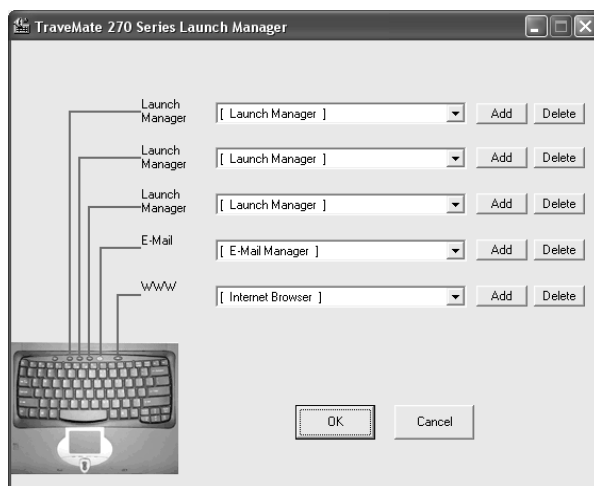 TraveMate 270 Series Launch Manager
Launch
Manager
[ Launch Manager ]
Add
Delete
Launch
Manager
[ Launch Manager ]
Add
Delete
Launch
Manager
[ Launch Manager ]
Add
Delete
E-Mail
[ E-Mail Manager ]
Add
Delete
WWW
[ Internet Browser ]
Add
Delete
OK
Cancel